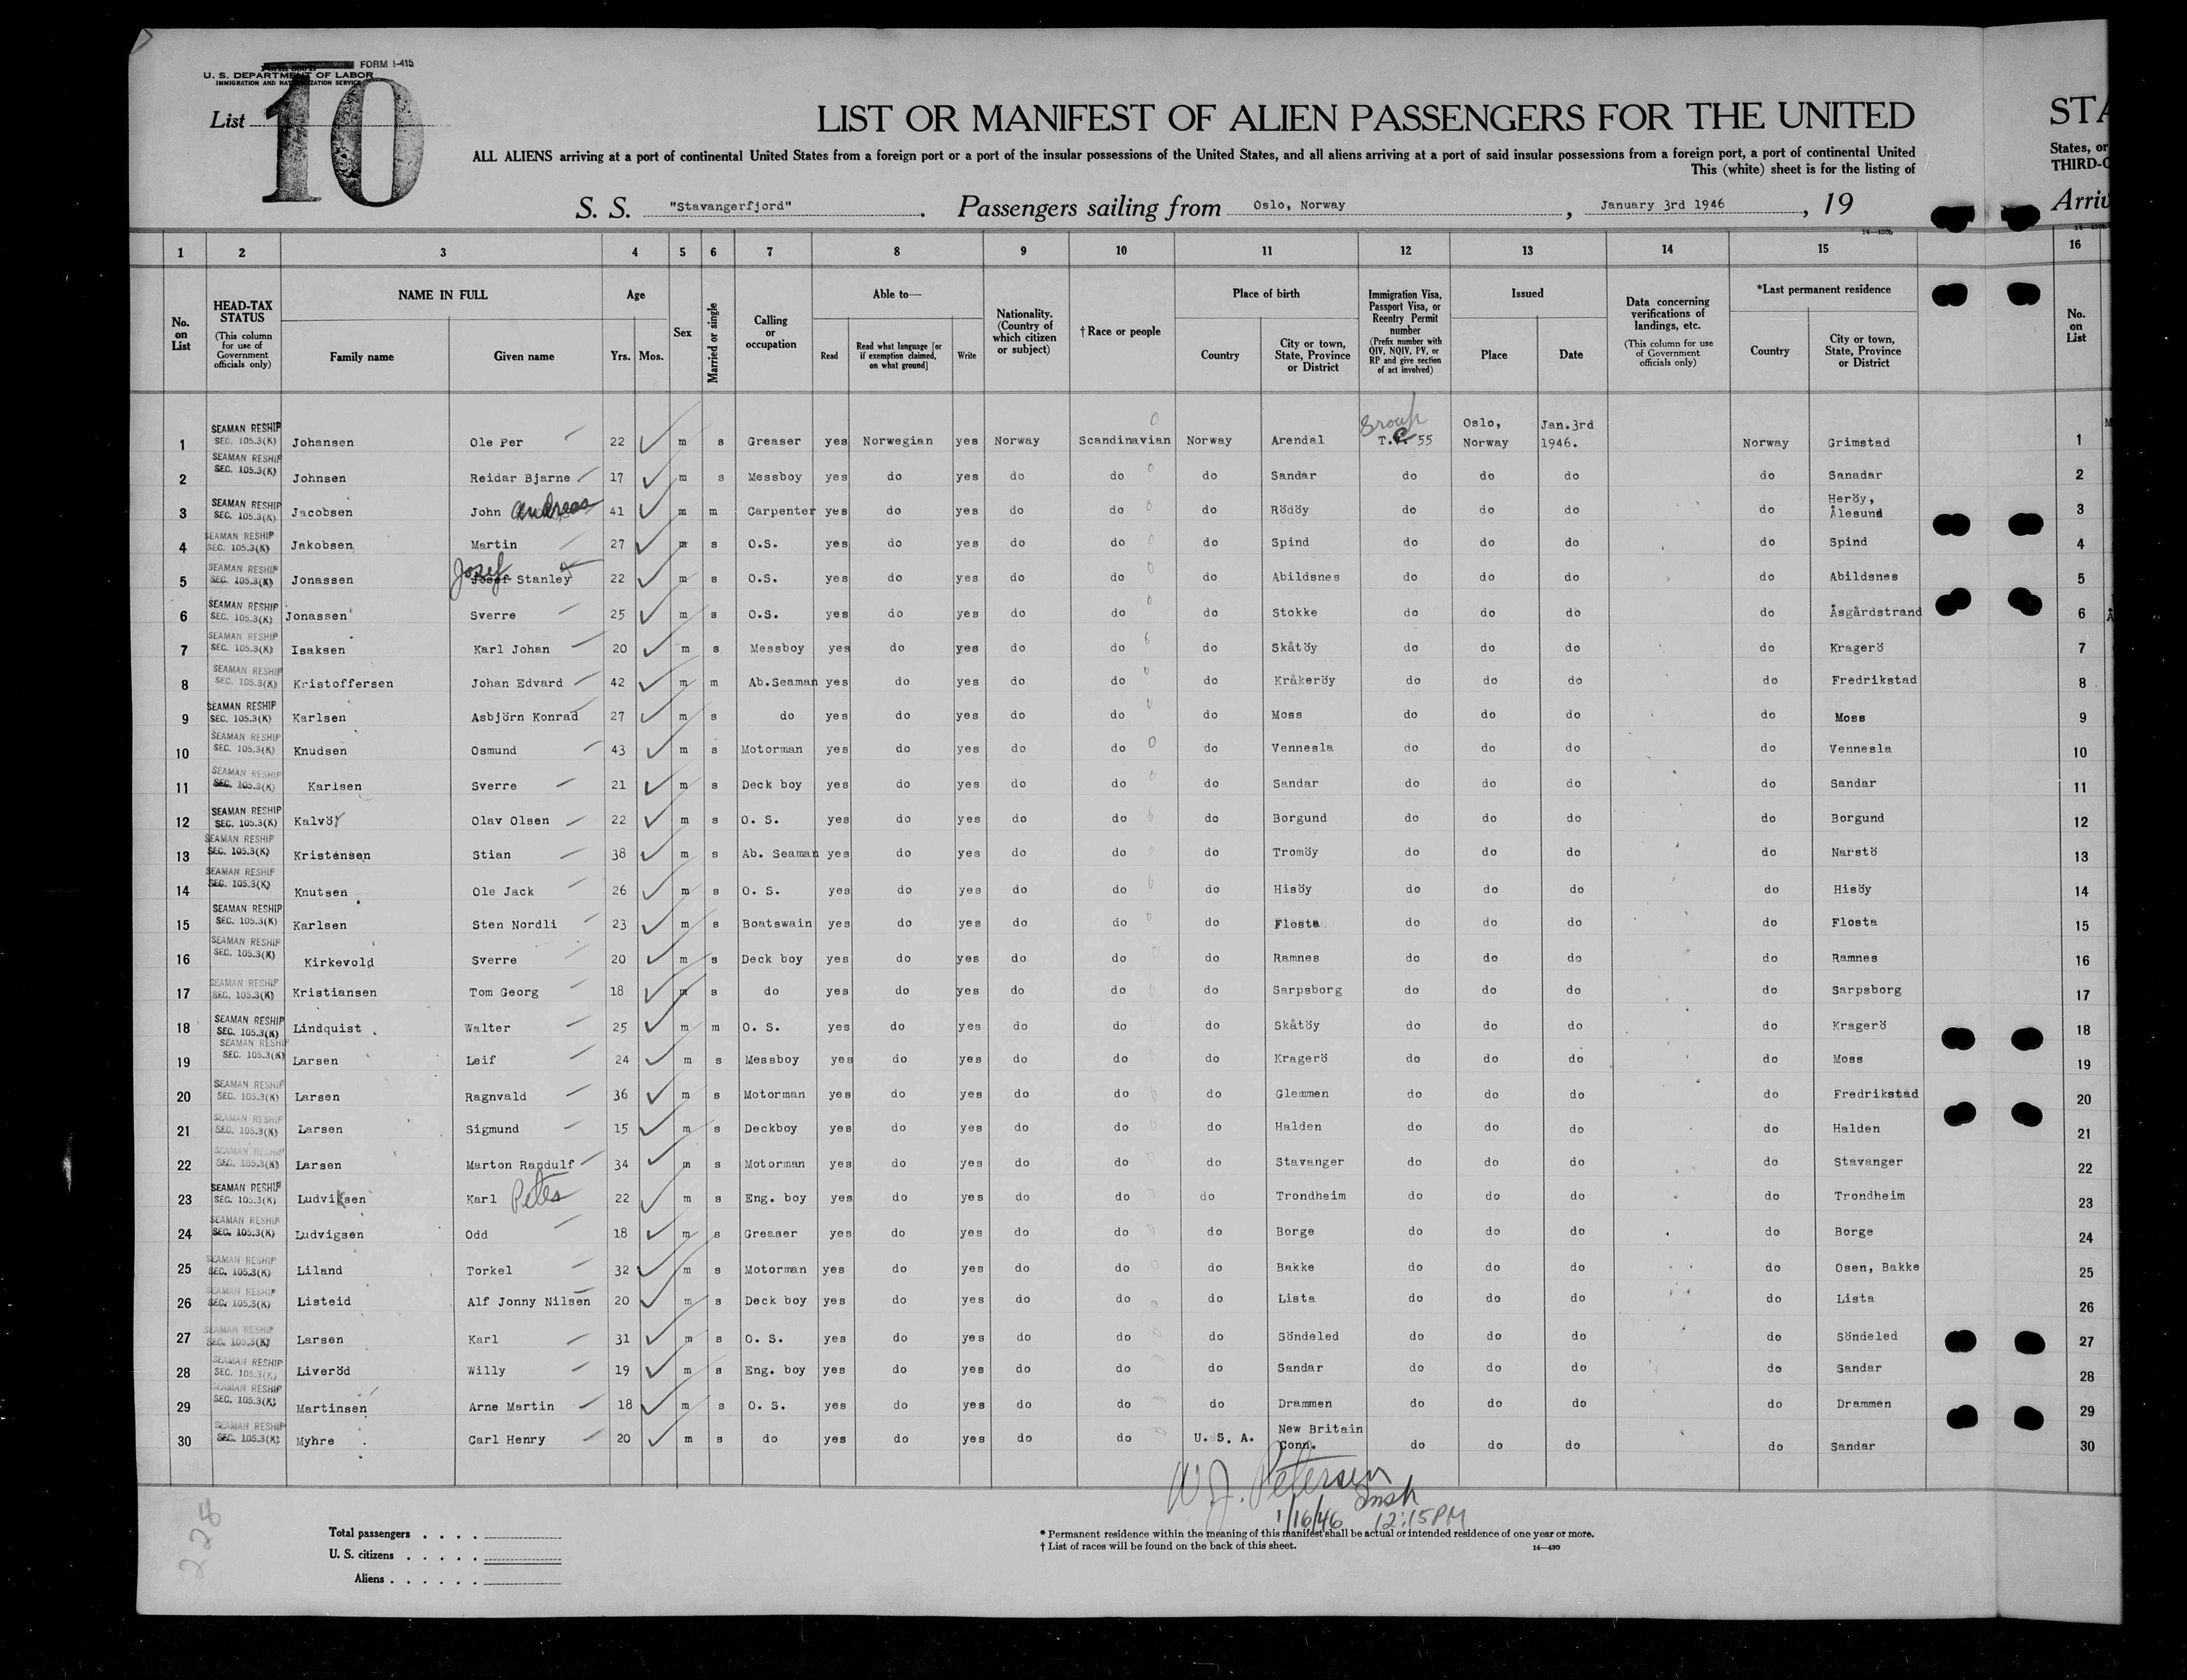 FORM I-415
U. S. DEPARTMENT OF LABOR
IMMIGRATION AND NATURALIZATION SERVICE
List 10
LIST OR MANIFEST OF ALIEN PASSENGERS FOR THE UNITED STA
ALL ALIENS arriving at a port of continental United States from a foreign port or a port of the insular possessions of the United States, and all aliens arriving at a port of said insular possessions from a foreign port, a port of continental United States, or
This (white) sheet is for the listing of THIRD-C
S. S. "Stavangerfjord". Passengers sailing from Oslo, Norway, January 3rd 1946, 19 Arriv
14—430b 14—430b
1 2 3 4 5 6 7 8 9 10 11 12 13 14 15 16
No. on List
HEAD-TAX STATUS
(This column for use of Government officials only)
NAME IN FULL
Family name Given name
Age
Yrs. Mos.
Sex
Married or single
Calling or occupation
Able to—
Read Read what language [or if exemption claimed, on what ground] Write
Nationality. (Country of which citizen or subject)
†Race or people
Place of birth
Country City or town, State, Province or District
Immigration Visa, Passport Visa, or Reentry Permit number
(Prefix number with QIV, NQIV, PV, or RP and give section of act involved)
Issued
Place Date
Data concerning verifications of landings, etc.
(This column for use of Government officials only)
*Last permanent residence
Country City or town, State, Province or District
No. on List
1 SEAMAN RESHIP SEC. 105.3(K) Johansen Ole Per 22 m s Greaser yes Norwegian yes Norway Scandinavian Norway Arendal T.C. 55 Oslo, Norway Jan.3rd 1946. Norway Grimstad 1
2 SEAMAN RESHIP SEC. 105.3(K) Johnsen Reidar Bjarne 17 m s Messboy yes do yes do do do Sandar do do do do Sanadar 2
3 SEAMAN RESHIP SEC. 105.3(K) Jacobsen John Andreas 41 m m Carpenter yes do yes do do do Rödöy do do do do Heröy, Ålesund 3
4 SEAMAN RESHIP SEC. 105.3(K) Jakobsen Martin 27 m s O.S. yes do yes do do do Spind do do do do Spind 4
5 SEAMAN RESHIP SEC. 105.3(K) Jonassen Josef Stanley 22 m s O.S. yes do yes do do do Abildsnes do do do do Abildsnes 5
6 SEAMAN RESHIP SEC. 105.3(K) Jonassen Sverre 25 m s O.S. yes do yes do do do Stokke do do do do Åsgårdstrand 6
7 SEAMAN RESHIP SEC. 105.3(K) Isaksen Karl Johan 20 m s Messboy yes do yes do do do Skåtöy do do do do Kragerö 7
8 SEAMAN RESHIP SEC. 105.3(K) Kristoffersen Johan Edvard 42 m m Ab.Seaman yes do yes do do do Kråkeröy do do do do Fredrikstad 8
9 SEAMAN RESHIP SEC. 105.3(K) Karlsen Asbjörn Konrad 27 m s do yes do yes do do do Moss do do do do Moss 9
10 SEAMAN RESHIP SEC. 105.3(K) Knudsen Osmund 43 m s Motorman yes do yes do do do Vennesla do do do do Vennesla 10
11 SEAMAN RESHIP SEC. 105.3(K) Karlsen Sverre 21 m s Deck boy yes do yes do do do Sandar do do do do Sandar 11
12 SEAMAN RESHIP SEC. 105.3(K) Kalvöy Olav Olsen 22 m s O. S. yes do yes do do do Borgund do do do do Borgund 12
13 SEAMAN RESHIP SEC. 105.3(K) Kristensen Stian 38 m s Ab. Seaman yes do yes do do do Tromöy do do do do Narstö 13
14 SEAMAN RESHIP SEC. 105.3(K) Knutsen Ole Jack 26 m s O. S. yes do yes do do do Hisöy do do do do Hisöy 14
15 SEAMAN RESHIP SEC. 105.3(K) Karlsen Sten Nordli 23 m s Boatswain yes do yes do do do Flosta do do do do Flosta 15
16 SEAMAN RESHIP SEC. 105.3(K) Kirkevold Sverre 20 m s Deck boy yes do yes do do do Ramnes do do do do Ramnes 16
17 SEAMAN RESHIP SEC. 105.3(K) Kristiansen Tom Georg 18 m s do yes do yes do do do Sarpsborg do do do do Sarpsborg 17
18 SEAMAN RESHIP SEC. 105.3(K) Lindquist Walter 25 m m O. S. yes do yes do do do Skåtöy do do do do Kragerö 18
19 SEAMAN RESHIP SEC. 105.3(K) Larsen Leif 24 m s Messboy yes do yes do do do Kragerö do do do do Moss 19
20 SEAMAN RESHIP SEC. 105.3(K) Larsen Ragnvald 36 m s Motorman yes do yes do do do Glemmen do do do do Fredrikstad 20
21 SEAMAN RESHIP SEC. 105.3(K) Larsen Sigmund 15 m s Deckboy yes do yes do do do Halden do do do do Halden 21
22 SEAMAN RESHIP SEC. 105.3(K) Larsen Marton Randulf 34 m s Motorman yes do yes do do do Stavanger do do do do Stavanger 22
23 SEAMAN RESHIP SEC. 105.3(K) Ludviksen Karl 22 m s Eng. boy yes do yes do do do Trondheim do do do do Trondheim 23
24 SEAMAN RESHIP SEC. 105.3(K) Ludvigsen Odd 18 m s Greaser yes do yes do do do Borge do do do do Borge 24
25 SEAMAN RESHIP SEC. 105.3(K) Liland Torkel 32 m s Motorman yes do yes do do do Bakke do do do do Osen, Bakke 25
26 SEAMAN RESHIP SEC. 105.3(K) Listeid Alf Jonny Nilsen 20 m s Deck boy yes do yes do do do Lista do do do do Lista 26
27 SEAMAN RESHIP SEC. 105.3(K) Larsen Karl 31 m s O. S. yes do yes do do do Söndeled do do do do Söndeled 27
28 SEAMAN RESHIP SEC. 105.3(K) Liveröd Willy 19 m s Eng. boy yes do yes do do do Sandar do do do do Sandar 28
29 SEAMAN RESHIP SEC. 105.3(K) Martinsen Arne Martin 18 m s O. S. yes do yes do do do Drammen do do do do Drammen 29
30 SEAMAN RESHIP SEC. 105.3(K) Myhre Carl Henry 20 m s do yes do yes do do U. S. A. New Britain Conn. do do do do Sandar 30
W J. Petersen Insp
1/16/46 12:15PM
228
Total passengers . . . .
U. S. citizens . . . . .
Aliens . . . . . .
* Permanent residence within the meaning of this manifest shall be actual or intended residence of one year or more.
† List of races will be found on the back of this sheet. 14—430